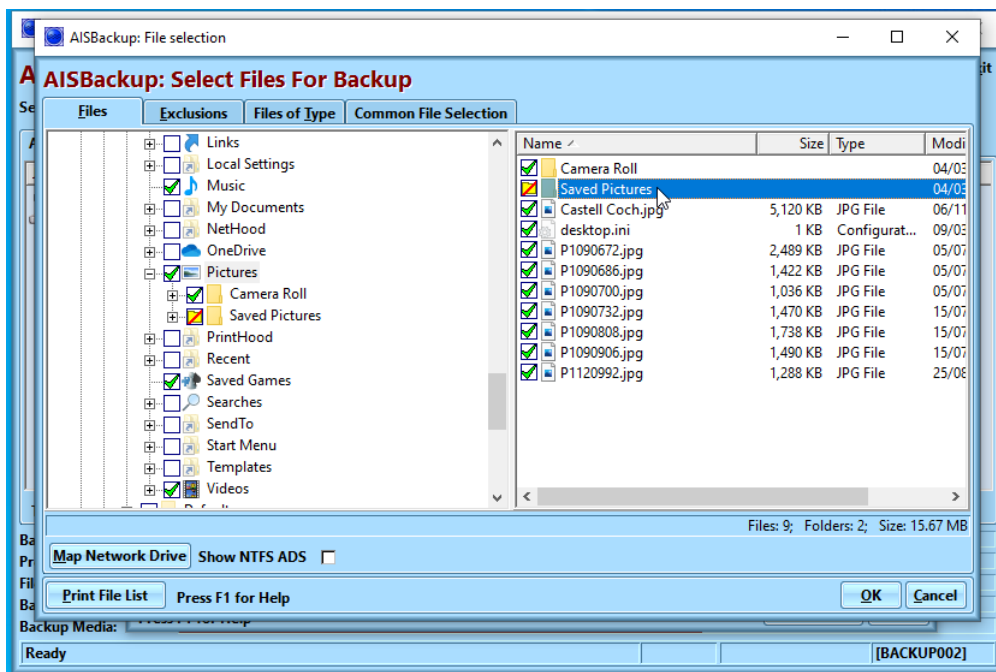 AISBackup: File selection
it
A
AISBackup: Select Files For Backup
Se
Files Exclusions Files of Type Common File Selection
Links
Local Settings
Music
My Documents
NetHood
OneDrive
Pictures
Camera Roll
Saved Pictures
PrintHood
Recent
Saved Games
Searches
SendTo
Start Menu
Templates
Videos
Name Size Type Modi
Camera Roll 04/03
Saved Pictures 04/03
Castell Coch.jpg 5,120 KB JPG File 06/11
desktop.ini 1 KB Configurat... 09/03
P1090672.jpg 2,489 KB JPG File 05/07
P1090686.jpg 1,422 KB JPG File 05/07
P1090700.jpg 1,036 KB JPG File 05/07
P1090732.jpg 1,470 KB JPG File 15/07
P1090808.jpg 1,738 KB JPG File 15/07
P1090906.jpg 1,490 KB JPG File 15/07
P1120992.jpg 1,288 KB JPG File 25/08
Files: 9; Folders: 2; Size: 15.67 MB
Ba
Map Network Drive Show NTFS ADS
Pr
Fil
Print File List Press F1 for Help OK Cancel
Ba
Backup Media:
Ready [BACKUP002]